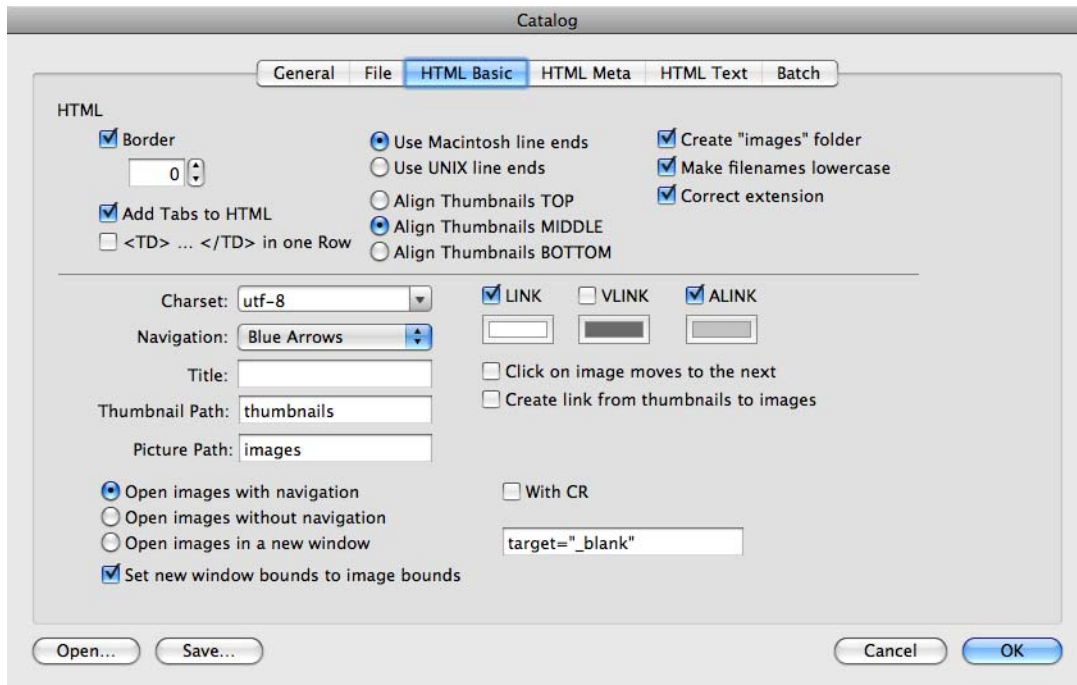 Catalog
General File HTML Basic HTML Meta HTML Text Batch
HTML
Border
0
Add Tabs to HTML
<TD> ... </TD> in one Row
Use Macintosh line ends
Use UNIX line ends
Align Thumbnails TOP
Align Thumbnails MIDDLE
Align Thumbnails BOTTOM
Create "images" folder
Make filenames lowercase
Correct extension
Charset: utf-8
Navigation: Blue Arrows
Title:
Thumbnail Path: thumbnails
Picture Path: images
LINK VLINK ALINK
Click on image moves to the next
Create link from thumbnails to images
Open images with navigation
Open images without navigation
Open images in a new window
Set new window bounds to image bounds
With CR
target="_blank"
Open... Save... Cancel OK